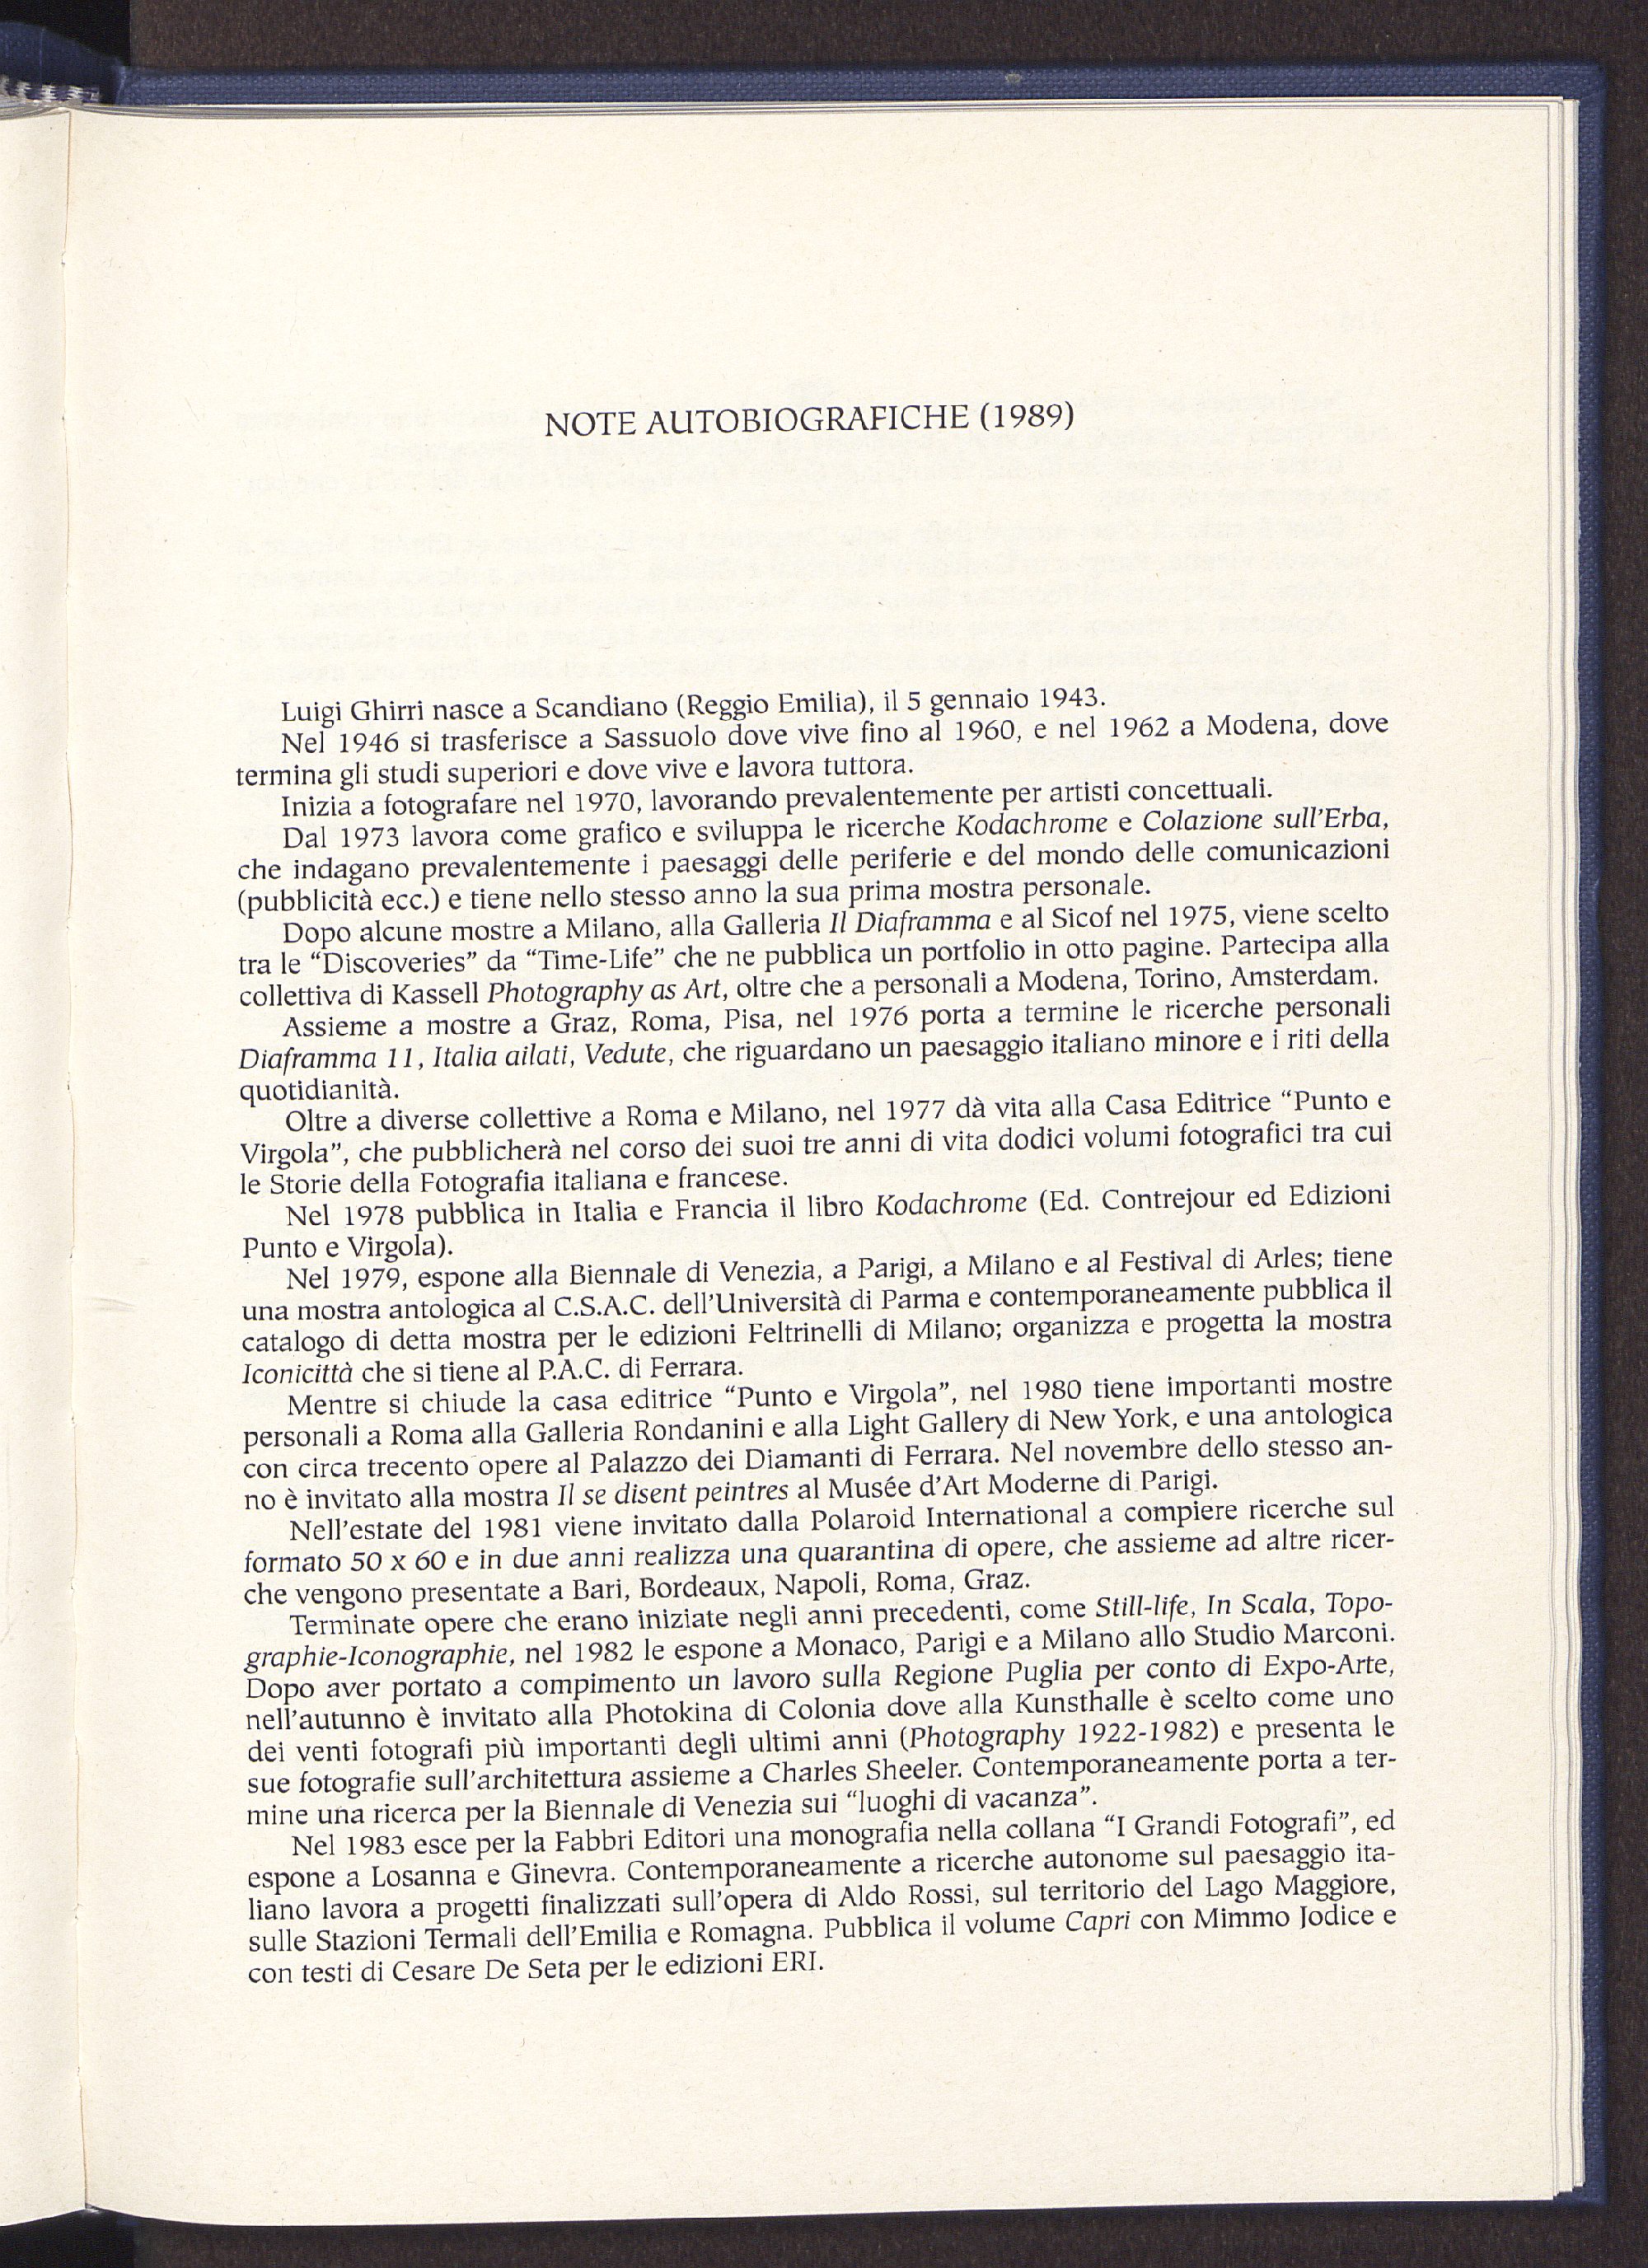 NOTE AUTOBIOGRAFICHE (1989)
Luigi Ghirri nasce a Scandiano (Reggio Emilia), il 5 gennaio 1943.
Nel 1946 si trasferisce a Sassuolo dove vive fino al 1960, e nel 1962 a Modena, dove
termina gli studi superiori e dove vive e lavora tuttora.
Inizia a fotografare nel 1970, lavorando prevalentemente per artisti concettuali.
Dal 1973 lavora come grafico e sviluppa le ricerche Kodachrome e Colazione sull'Erba,
che indagano prevalentemente i paesaggi delle periferie e del mondo delle comunicazioni
(pubblicità ecc.) e tiene nello stesso anno la sua prima mostra personale.
Dopo alcune mostre a Milano, alla Galleria Il Diaframma e al Sicof nel 1975, viene scelto
tra le “Discoveries” da “Time-Life” che ne pubblica un portfolio in otto pagine. Partecipa alla
collettiva di Kassell Photography as Art, oltre che a personali a Modena, Torino, Amsterdam.
Assieme a mostre a Graz, Roma, Pisa, nel 1976 porta a termine le ricerche personali
Diaframma 11, Italia ailati, Vedute, che riguardano un paesaggio italiano minore e i riti della
quotidianità.
Oltre a diverse collettive a Roma e Milano, nel 1977 dà vita alla Casa Editrice “Punto e
Virgola”, che pubblicherà nel corso dei suoi tre anni di vita dodici volumi fotografici tra cui
le Storie della Fotografia italiana e francese.
Nel 1978 pubblica in Italia e Francia il libro Kodachrome (Ed. Contrejour ed Edizioni
Punto e Virgola).
Nel 1979, espone alla Biennale di Venezia, a Parigi, a Milano e al Festival di Arles; tiene
una mostra antologica al C.S.A.C. dell'Università di Parma e contemporaneamente pubblica il
catalogo di detta mostra per le edizioni Feltrinelli di Milano; organizza e progetta la mostra
Iconicittà che si tiene al P.A.C. di Ferrara.
Mentre si chiude la casa editrice “Punto e Virgola”, nel 1980 tiene importanti mostre
personali a Roma alla Galleria Rondanini e alla Light Gallery di New York, e una antologica
con circa trecento opere al Palazzo dei Diamanti di Ferrara. Nel novembre dello stesso an-
no è invitato alla mostra Il se disent peintres al Musée d'Art Moderne di Parigi.
Nell'estate del 1981 viene invitato dalla Polaroid International a compiere ricerche sul
formato 50 x 60 e in due anni realizza una quarantina di opere, che assieme ad altre ricer-
che vengono presentate a Bari, Bordeaux, Napoli, Roma, Graz.
Terminate opere che erano iniziate negli anni precedenti, come Still-life, In Scala, Topo-
graphie-Iconographie, nel 1982 le espone a Monaco, Parigi e a Milano allo Studio Marconi.
Dopo aver portato a compimento un lavoro sulla Regione Puglia per conto di Expo-Arte,
nell'autunno è invitato alla Photokina di Colonia dove alla Kunsthalle è scelto come uno
dei venti fotografi più importanti degli ultimi anni (Photography 1922-1982) e presenta le
sue fotografie sull'architettura assieme a Charles Sheeler. Contemporaneamente porta a ter-
mine una ricerca per la Biennale di Venezia sui “luoghi di vacanza”.
Nel 1983 esce per la Fabbri Editori una monografia nella collana “I Grandi Fotografi”, ed
espone a Losanna e Ginevra. Contemporaneamente a ricerche autonome sul paesaggio ita-
liano lavora a progetti finalizzati sull'opera di Aldo Rossi, sul territorio del Lago Maggiore,
sulle Stazioni Termali dell'Emilia e Romagna. Pubblica il volume Capri con Mimmo Jodice e
con testi di Cesare De Seta per le edizioni ERI.